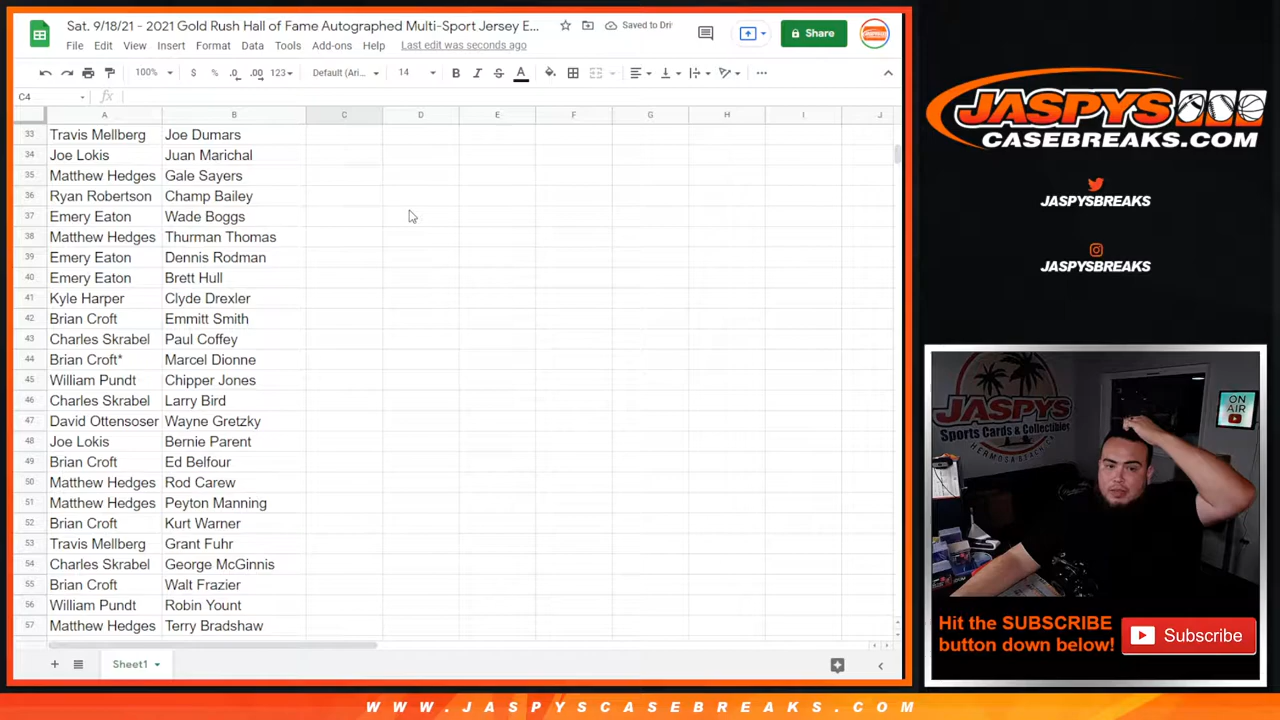 Sat. 9/18/21 - 2021 Gold Rush Hall of Fame Autographed Multi-Sport Jersey E...
Saved to Dri
File Edit View Insert Format Data Tools Add-ons Help Last edit was seconds ago
Share
100% $ % .0 .00 123 Default (Ari... 14 B I S A
C4 fx
A B C D E F G H I J
33 Travis Mellberg Joe Dumars
34 Joe Lokis Juan Marichal
35 Matthew Hedges Gale Sayers
36 Ryan Robertson Champ Bailey
37 Emery Eaton Wade Boggs
38 Matthew Hedges Thurman Thomas
39 Emery Eaton Dennis Rodman
40 Emery Eaton Brett Hull
41 Kyle Harper Clyde Drexler
42 Brian Croft Emmitt Smith
43 Charles Skrabel Paul Coffey
44 Brian Croft* Marcel Dionne
45 William Pundt Chipper Jones
46 Charles Skrabel Larry Bird
47 David Ottensoser Wayne Gretzky
48 Joe Lokis Bernie Parent
49 Brian Croft Ed Belfour
50 Matthew Hedges Rod Carew
51 Matthew Hedges Peyton Manning
52 Brian Croft Kurt Warner
53 Travis Mellberg Grant Fuhr
54 Charles Skrabel George McGinnis
55 Brian Croft Walt Frazier
56 William Pundt Robin Yount
57 Matthew Hedges Terry Bradshaw
Sheet1
JASPYS
CASEBREAKS.COM
JASPYSBREAKS
JASPYSBREAKS
JASPYS
Sports Cards & Collectibles
HERMOSA BEACH, CA
ON
AIR
Hit the SUBSCRIBE
button down below!
Subscribe
WWW.JASPYSCASEBREAKS.COM